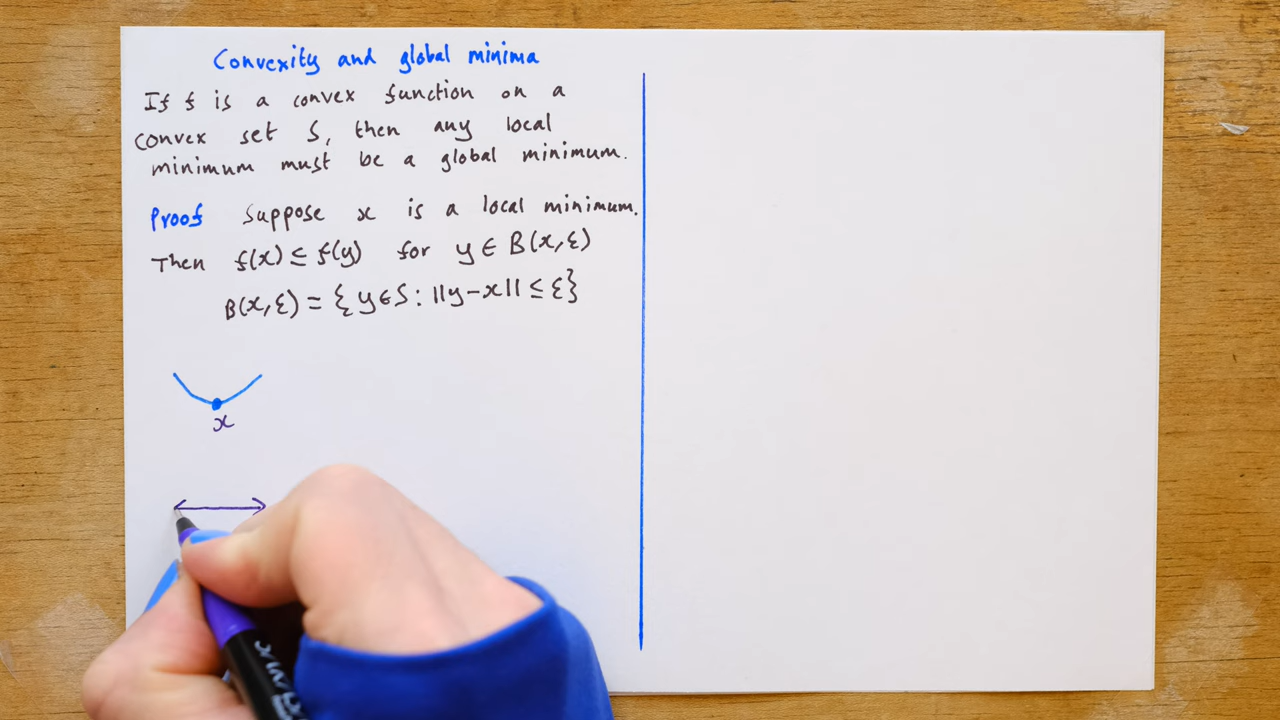 Convexity and global minima
If f is a convex function on a
convex set S, then any local
minimum must be a global minimum.
Proof Suppose x is a local minimum.
Then f(x) ≤ f(y) for y ∈ B(x,ε)
B(x,ε) = { y∈S : ||y-x|| ≤ ε}
x